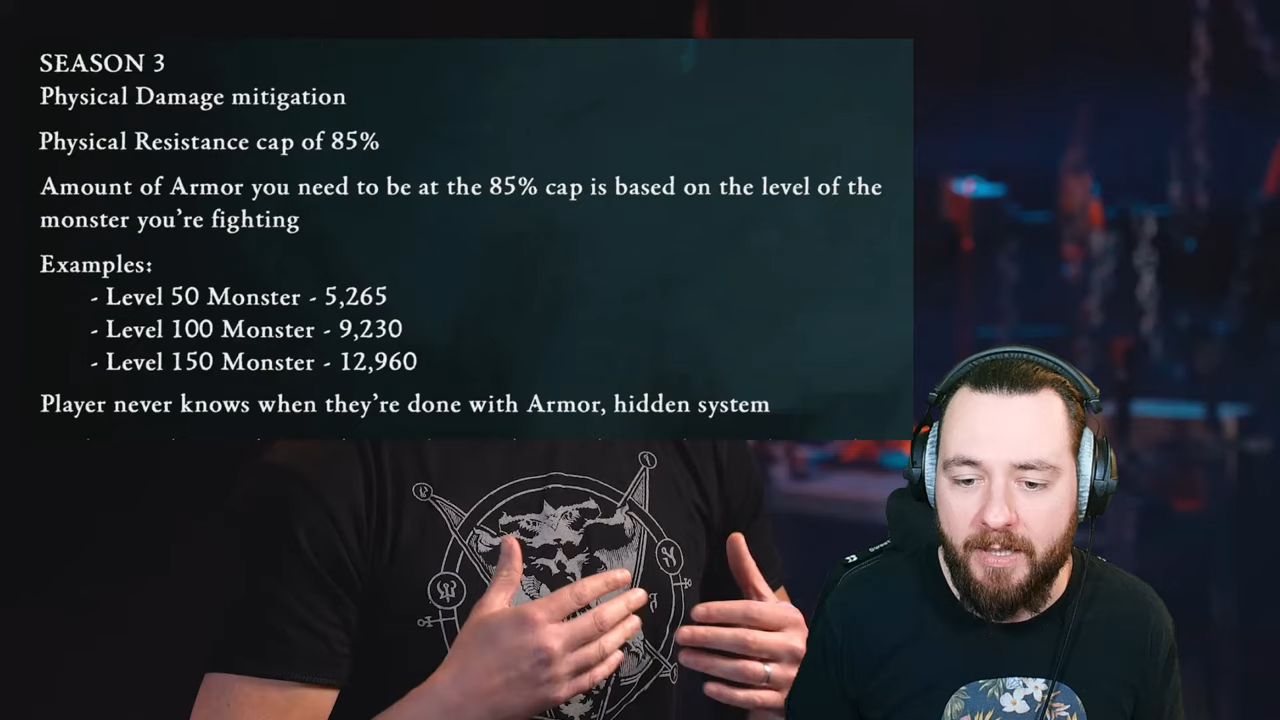 SEASON 3
Physical Damage mitigation
Physical Resistance cap of 85%
Amount of Armor you need to be at the 85% cap is based on the level of the
monster you're fighting
Examples:
- Level 50 Monster - 5,265
- Level 100 Monster - 9,230
- Level 150 Monster - 12,960
Player never knows when they're done with Armor, hidden system